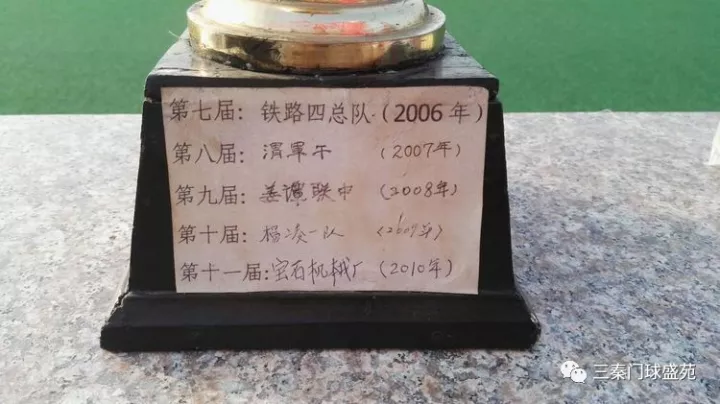 第七届：铁路四总队（2006年）
第八届：渭军干（2007年）
第九届：姜谭联中（2008年）
第十届：杨凌一队（2009年）
第十一届：宝石机械厂（2010年）
三秦门球盛苑